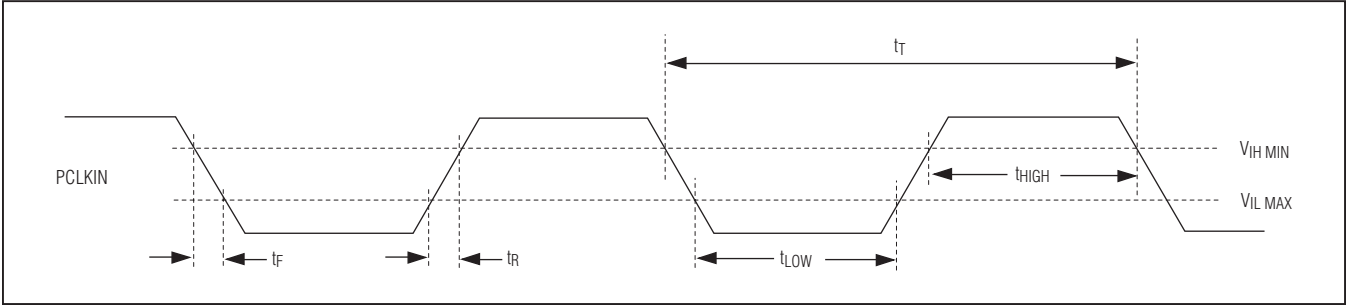 tT
VIH MIN
PCLKIN
tHIGH
VIL MAX
tF
tR
tLOW